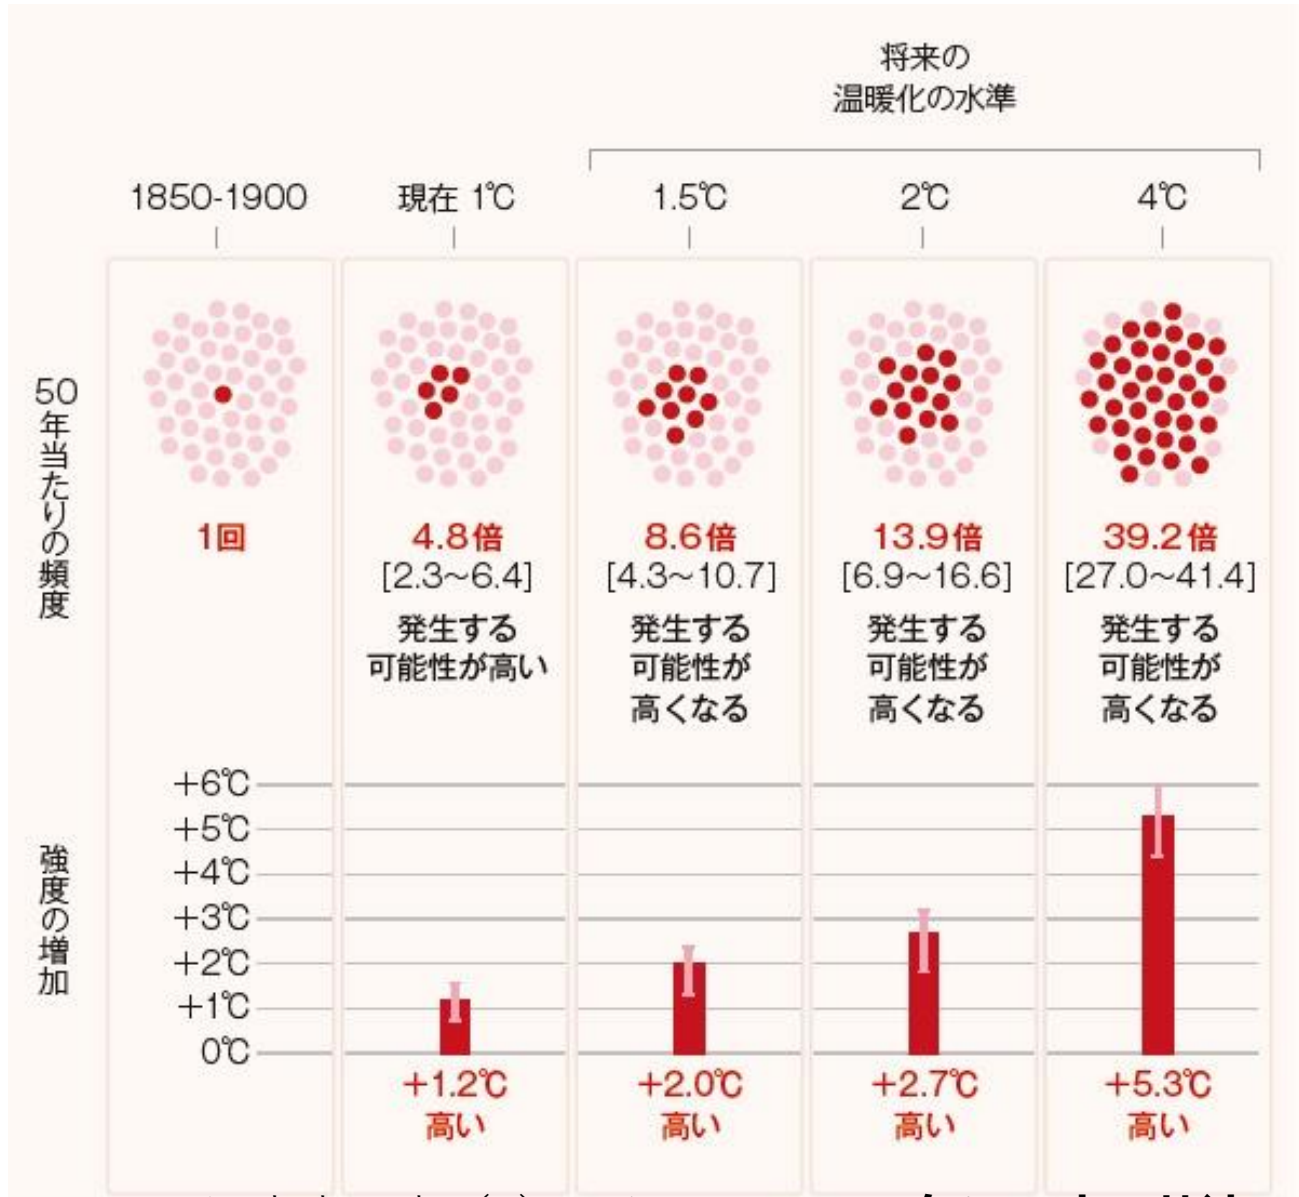 将来の
温暖化の水準
1850-1900
現在 1℃
1.5℃
2℃
4℃
50年当たりの頻度
1回
4.8倍
[2.3~6.4]
発生する
可能性が高い
8.6倍
[4.3~10.7]
発生する
可能性が
高くなる
13.9倍
[6.9~16.6]
発生する
可能性が
高くなる
39.2倍
[27.0~41.4]
発生する
可能性が
高くなる
強度の増加
+6℃
+5℃
+4℃
+3℃
+2℃
+1℃
0℃
+1.2℃
高い
+2.0℃
高い
+2.7℃
高い
+5.3℃
高い